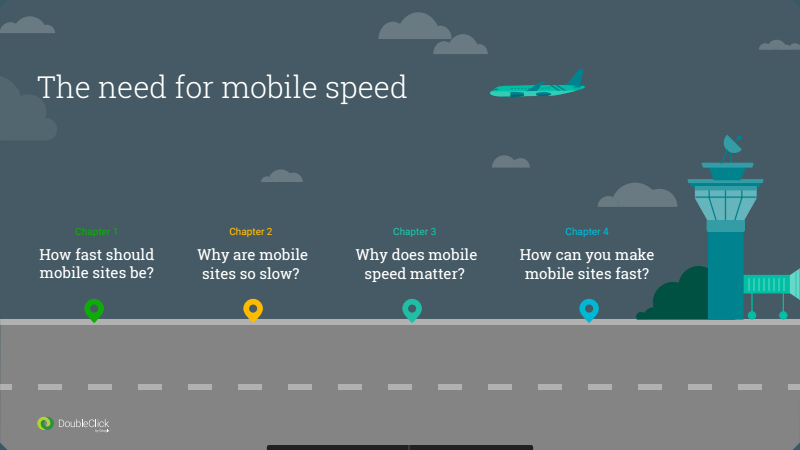 The need for mobile speed
Chapter 1
How fast should
mobile sites be?
Chapter 2
Why are mobile
sites so slow?
Chapter 3
Why does mobile
speed matter?
Chapter 4
How can you make
mobile sites fast?
DoubleClick